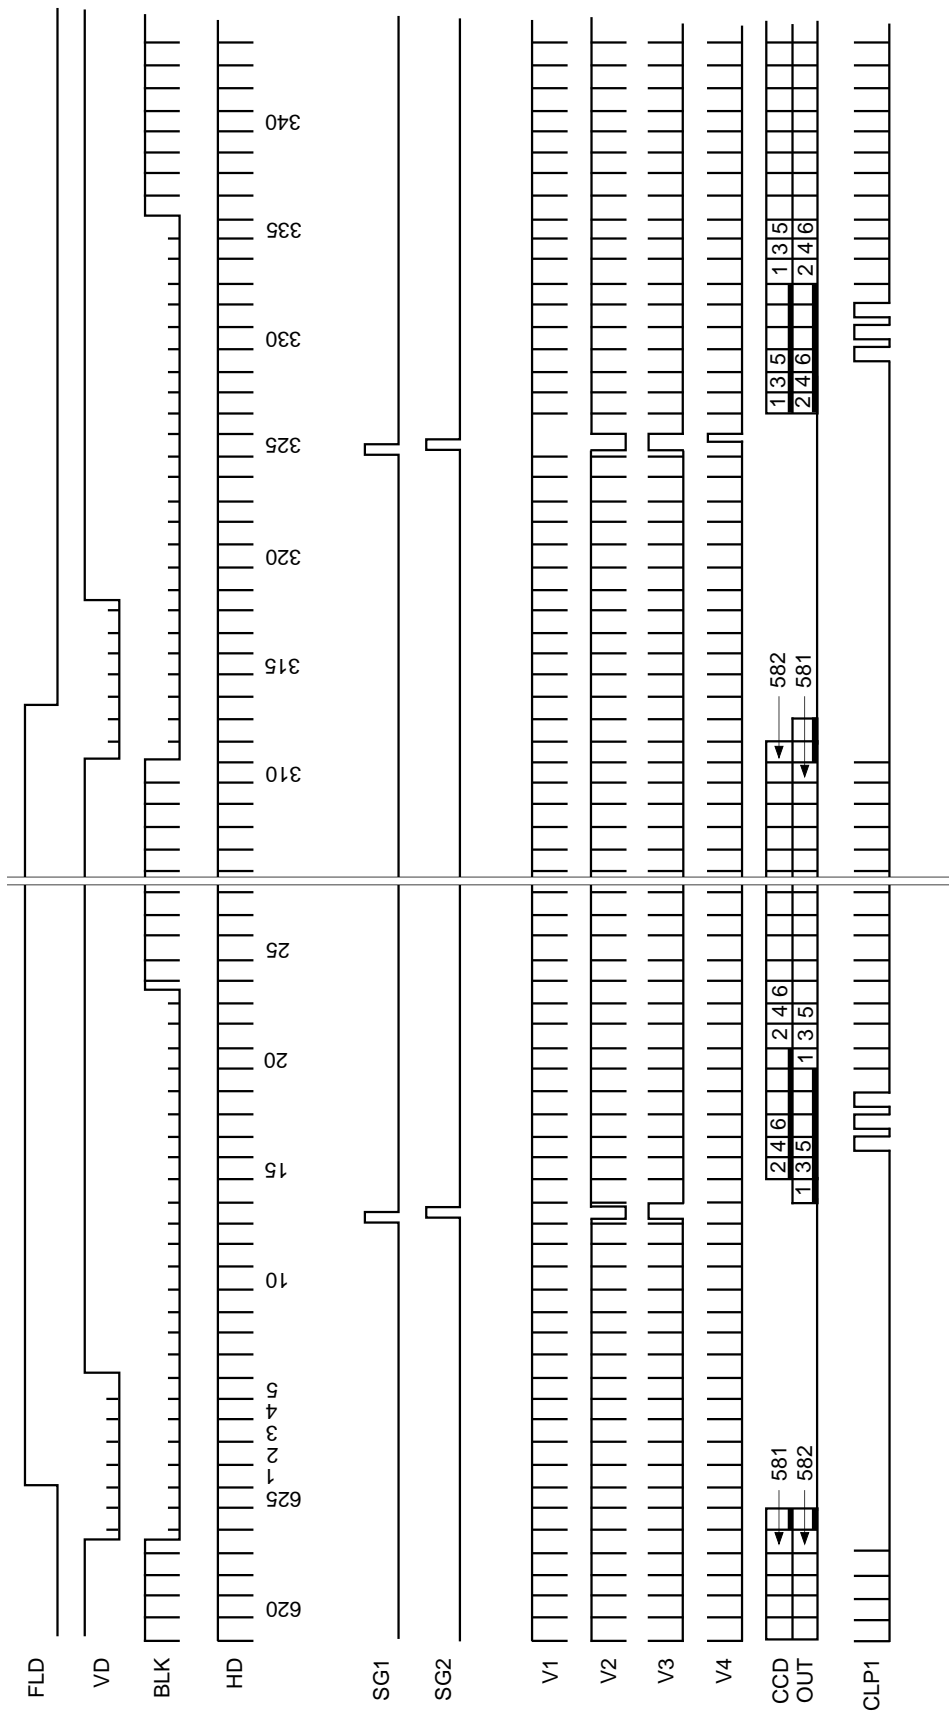 FLD
VD
BLK
HD
620 625 1 2 3 4 5 10 15 20 25 310 315 320 325 330 335 340
SG1
SG2
V1
V2
V3
V4
CCD 581 2 4 6 2 4 6 582 1 3 5 1 3 5
OUT 582 1 3 5 1 3 5 581 2 4 6 2 4 6
CLP1